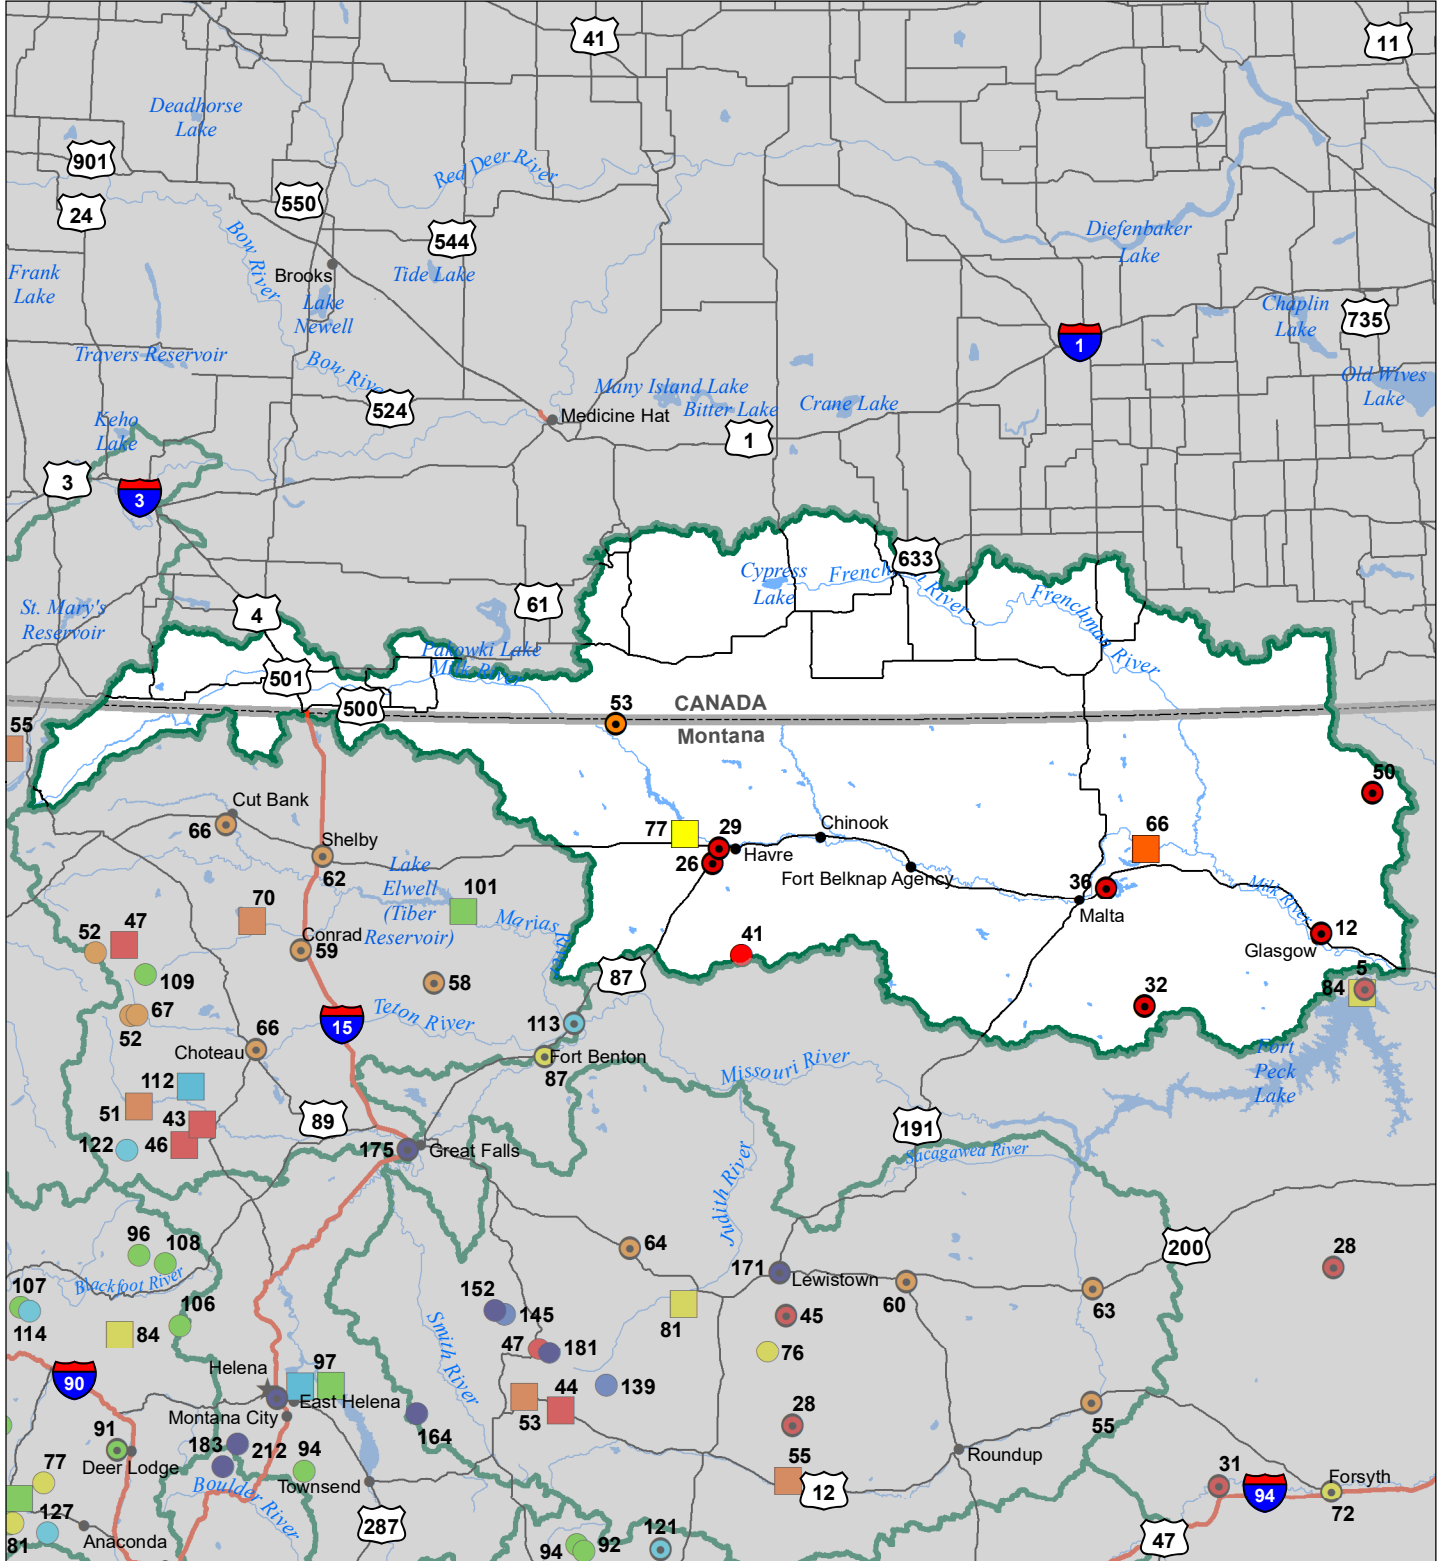 41
11
Deadhorse
Lake
901
Red Deer River
550
24
544
Bow River
Diefenbaker
Lake
Brooks
Tide Lake
Frank
Lake
Lake
Newell
Chaplin
Lake
735
1
Travers Reservoir
Bow River
Many Island Lake
Old Wives
Lake
524
Bitter Lake
Crane Lake
Keho
Lake
Medicine Hat
1
3
3
633
Cypress
Lake
Frenchman River
Frenchman River
61
4
St. Mary's
Reservoir
Pakowki Lake
Milk River
501
500
53
CANADA
Montana
55
50
Cut Bank
66
Shelby
62
77
29
26
Havre
Chinook
66
Fort Belknap Agency
Lake
Elwell
(Tiber
Reservoir)
101
36
Malta
Milk River
70
Marias River
47
52
Conrad
59
12
Glasgow
41
109
58
87
5
84
32
67
52
Teton River
15
113
66
Choteau
Fort Benton
87
Missouri River
Fort
Peck
Lake
112
51
43
89
191
122
46
175
Great Falls
Sacagawea River
Judith River
96
108
64
200
28
Blackfoot River
107
114
106
171
Lewistown
60
63
152
145
45
84
Smith River
81
47
181
76
Helena
97
139
90
East Helena
44
53
Montana City
28
55
164
91
183
212
94
Deer Lodge
Roundup
77
Townsend
55
12
31
94
Forsyth
72
Boulder River
127
81
Anaconda
287
121
94
92
47